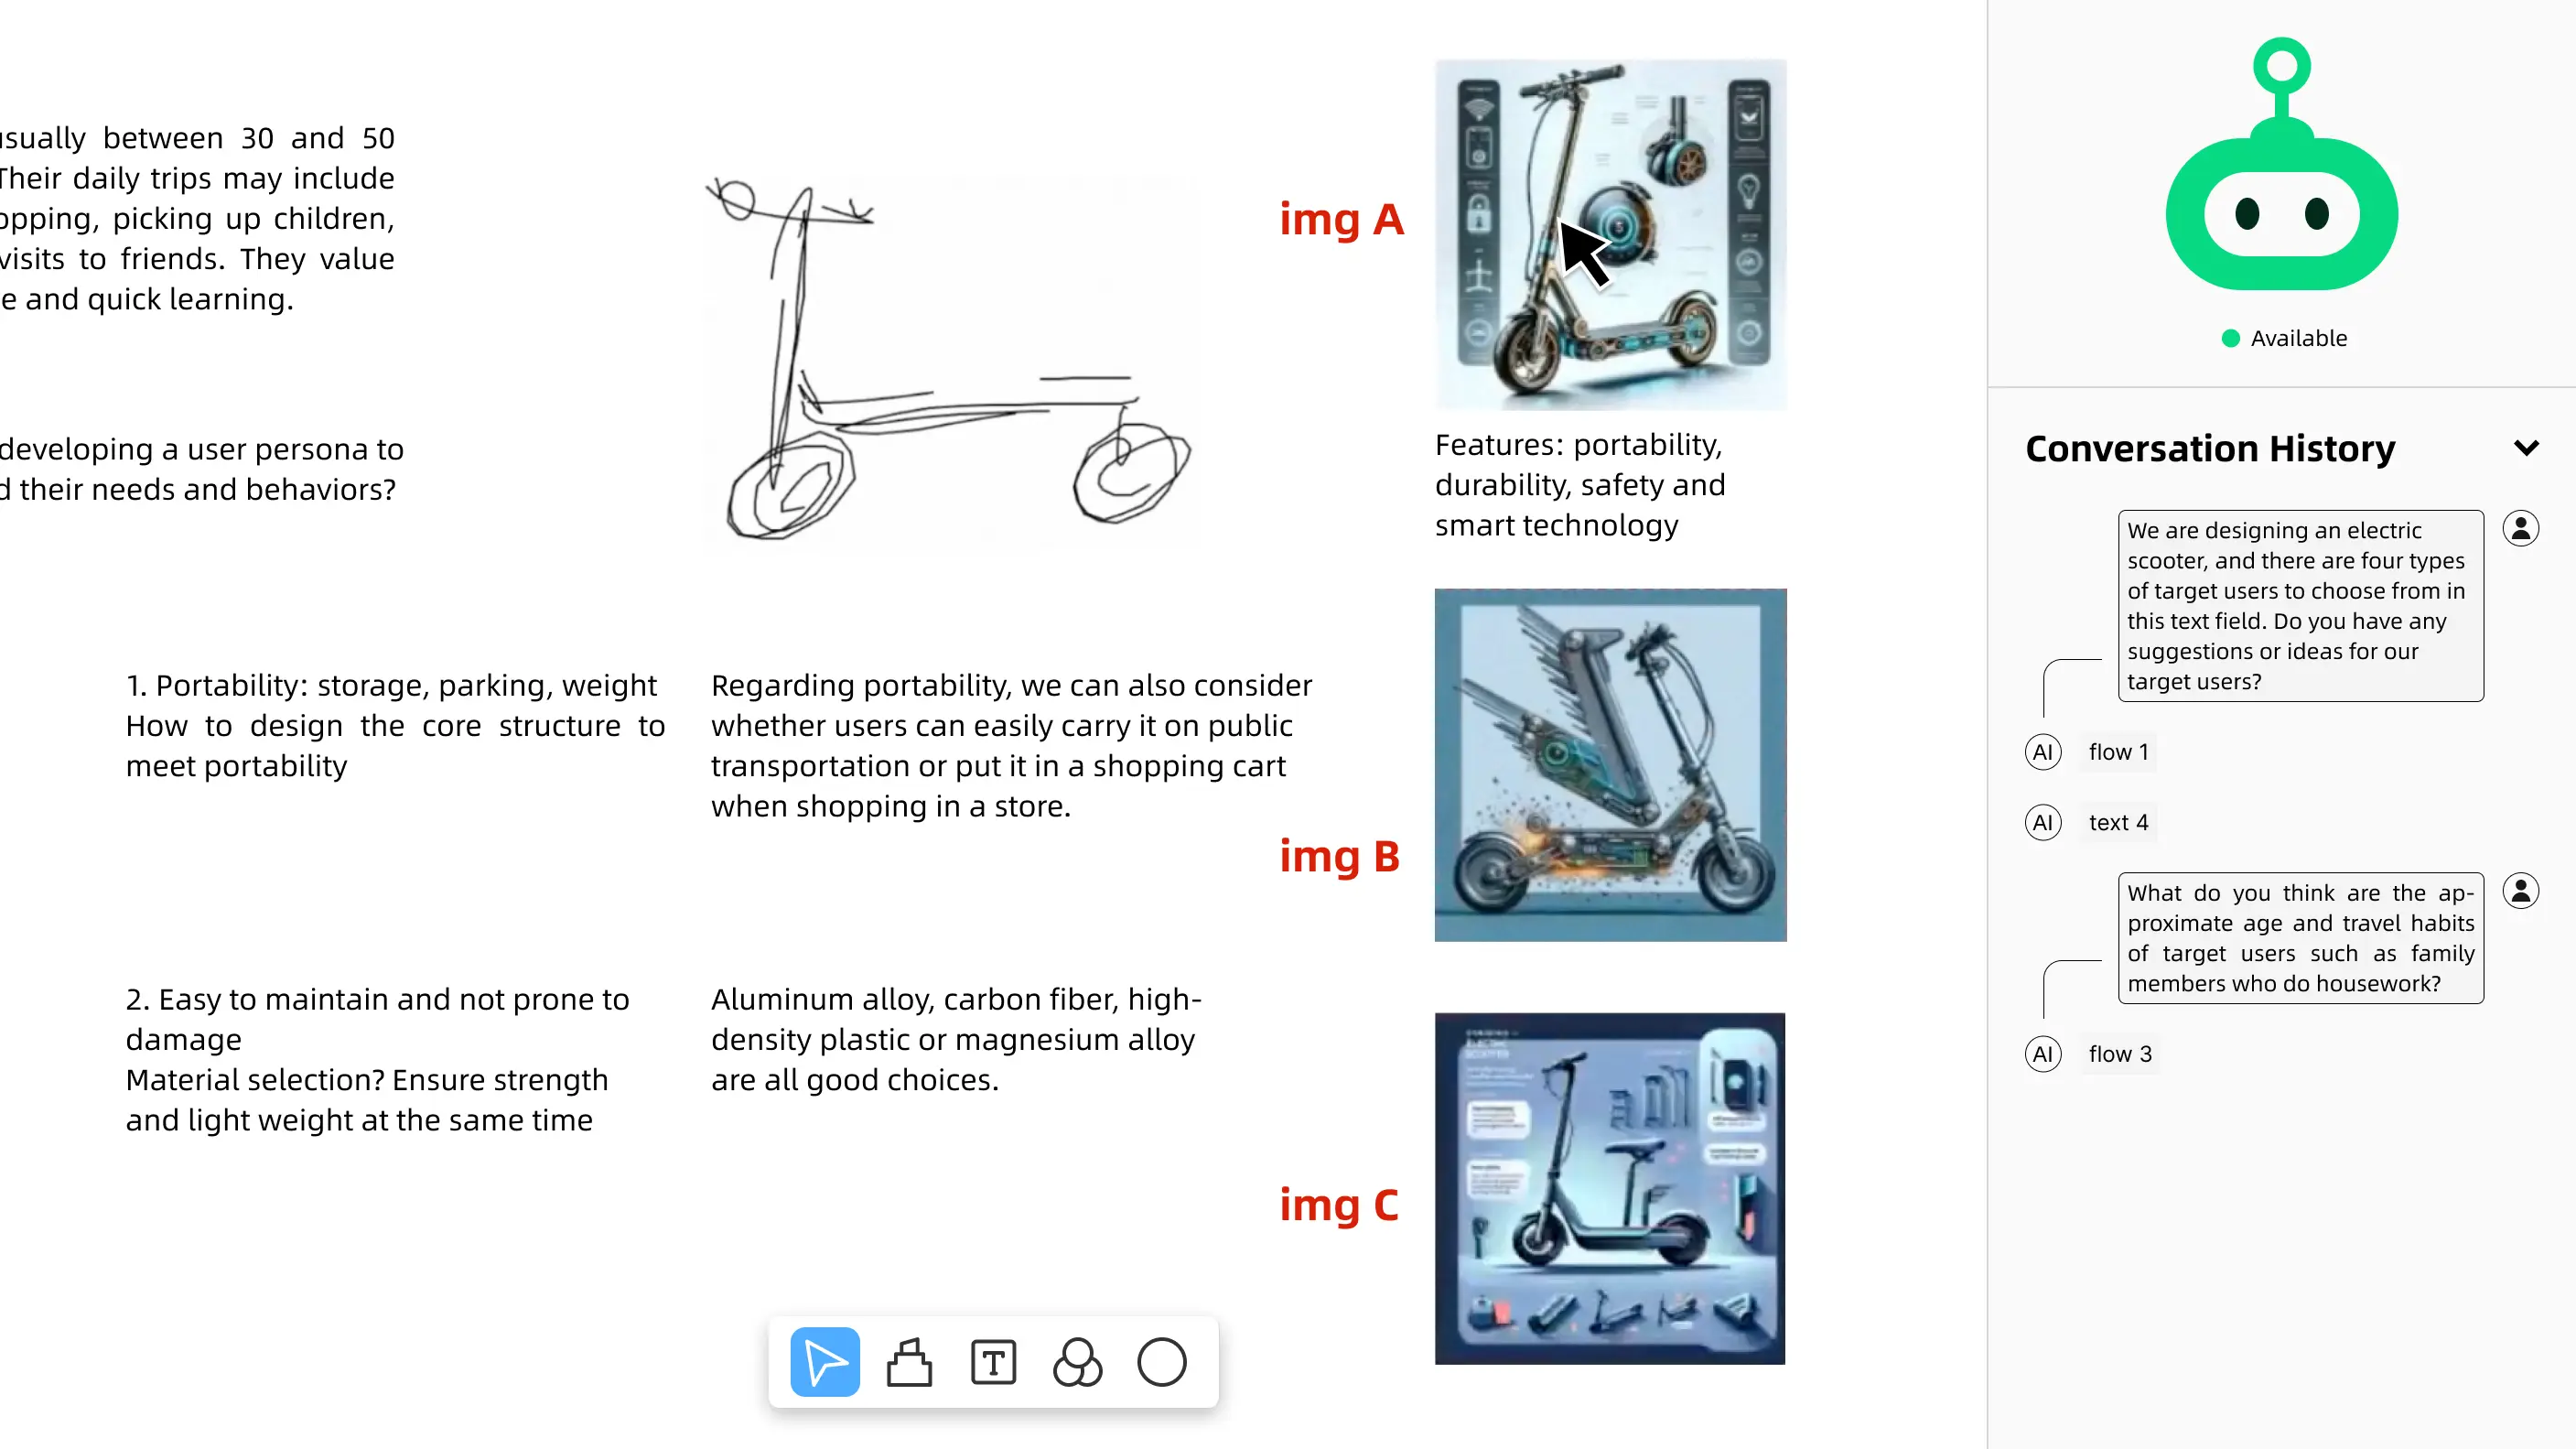 usually between 30 and 50
Their daily trips may include
opping, picking up children,
visits to friends. They value
e and quick learning.
developing a user persona to
d their needs and behaviors?
img A
Features: portability,
durability, safety and
smart technology
1. Portability: storage, parking, weight
How to design the core structure to
meet portability
Regarding portability, we can also consider
whether users can easily carry it on public
transportation or put it in a shopping cart
when shopping in a store.
img B
2. Easy to maintain and not prone to
damage
Material selection? Ensure strength
and light weight at the same time
Aluminum alloy, carbon fiber, high-
density plastic or magnesium alloy
are all good choices.
img C
T
Available
Conversation History
We are designing an electric
scooter, and there are four types
of target users to choose from in
this text field. Do you have any
suggestions or ideas for our
target users?
AI flow 1
AI text 4
What do you think are the ap-
proximate age and travel habits
of target users such as family
members who do housework?
AI flow 3